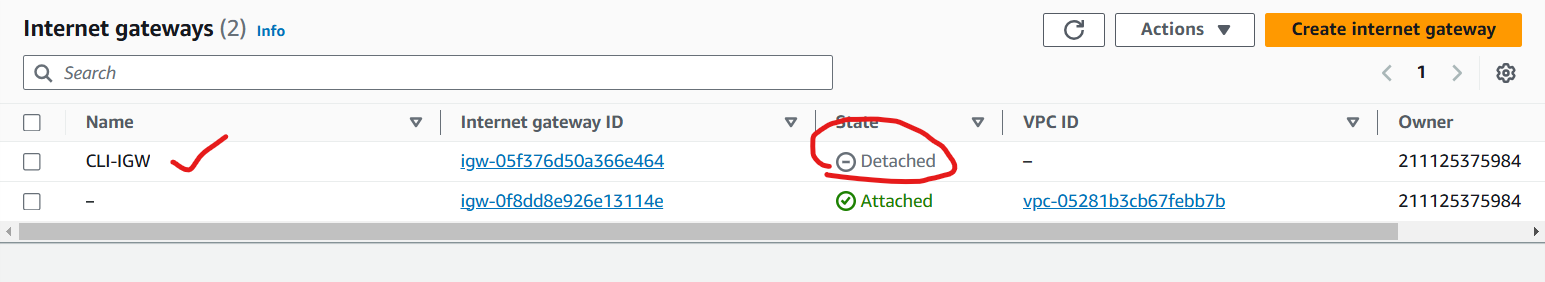 Internet gateways (2) Info Actions Create internet gateway
Search 1
Name Internet gateway ID State VPC ID Owner
CLI-IGW igw-05f376d50a366e464 Detached – 211125375984
– igw-0f8dd8e926e13114e Attached vpc-05281b3cb67febb7b 211125375984